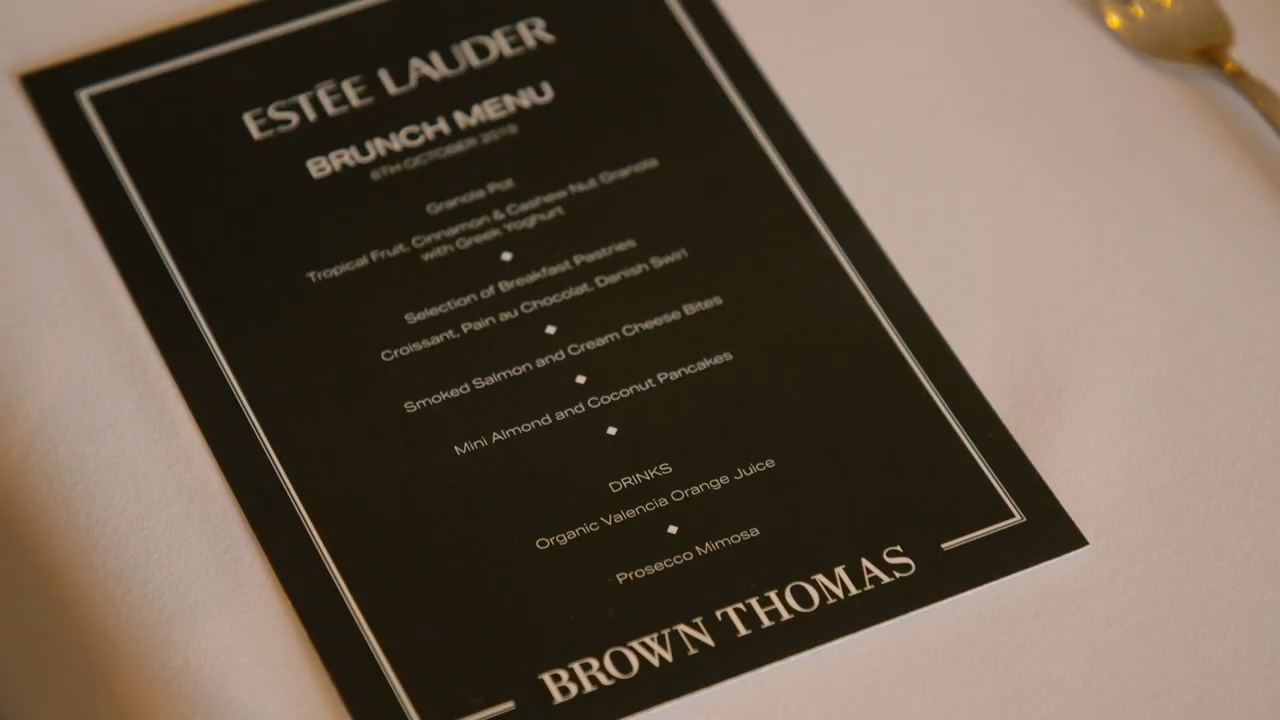 ESTĒE LAUDER
BRUNCH MENU
6TH OCTOBER 2019
Granola Pot
Tropical Fruit, Cinnamon & Cashew Nut Granola
with Greek Yoghurt
Selection of Breakfast Pastries
Croissant, Pain au Chocolat, Danish Swirl
Smoked Salmon and Cream Cheese Bites
Mini Almond and Coconut Pancakes
DRINKS
Organic Valencia Orange Juice
Prosecco Mimosa
BROWN THOMAS